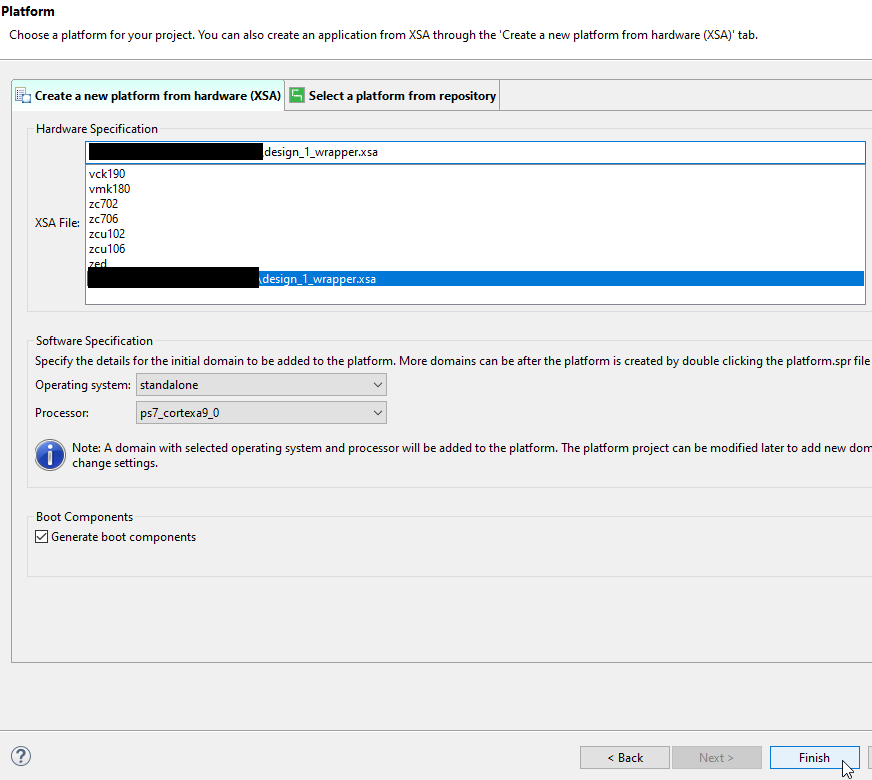 Platform
Choose a platform for your project. You can also create an application from XSA through the 'Create a new platform from hardware (XSA)' tab.
Create a new platform from hardware (XSA)
Select a platform from repository
Hardware Specification
design_1_wrapper.xsa
XSA File:
vck190
vmk180
zc702
zc706
zcu102
zcu106
zed
\design_1_wrapper.xsa
Software Specification
Specify the details for the initial domain to be added to the platform. More domains can be after the platform is created by double clicking the platform.spr file
Operating system: standalone
Processor: ps7_cortexa9_0
Note: A domain with selected operating system and processor will be added to the platform. The platform project can be modified later to add new dom
change settings.
Boot Components
Generate boot components
< Back
Next >
Finish